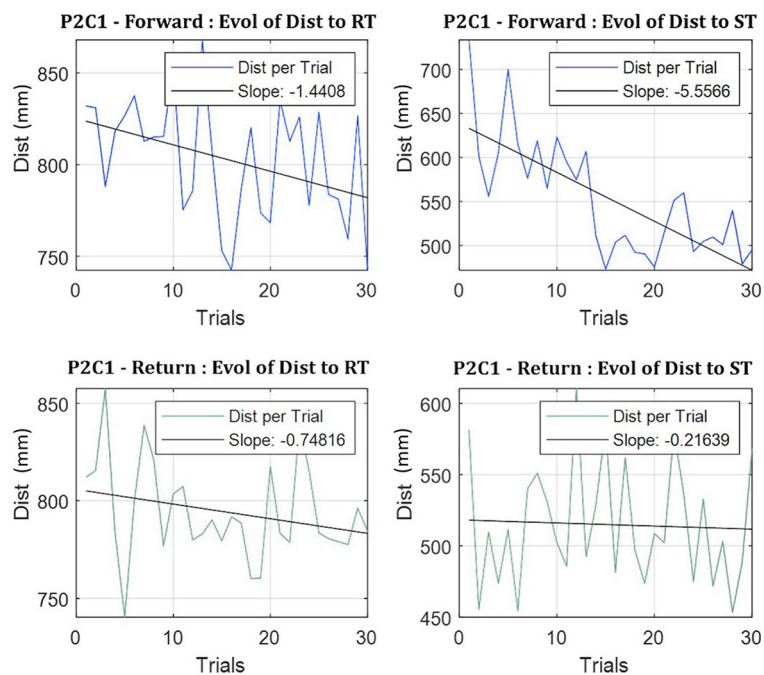 P2C1 - Forward : Evol of Dist to RT
850
800
750
Dist (mm)
Dist per Trial
Slope: -1.4408
0 10 20 30
Trials
P2C1 - Forward : Evol of Dist to ST
700
650
600
550
500
Dist (mm)
Dist per Trial
Slope: -5.5566
0 10 20 30
Trials
P2C1 - Return : Evol of Dist to RT
850
800
750
Dist (mm)
Dist per Trial
Slope: -0.74816
0 10 20 30
Trials
P2C1 - Return : Evol of Dist to ST
600
550
500
450
Dist (mm)
Dist per Trial
Slope: -0.21639
0 10 20 30
Trials